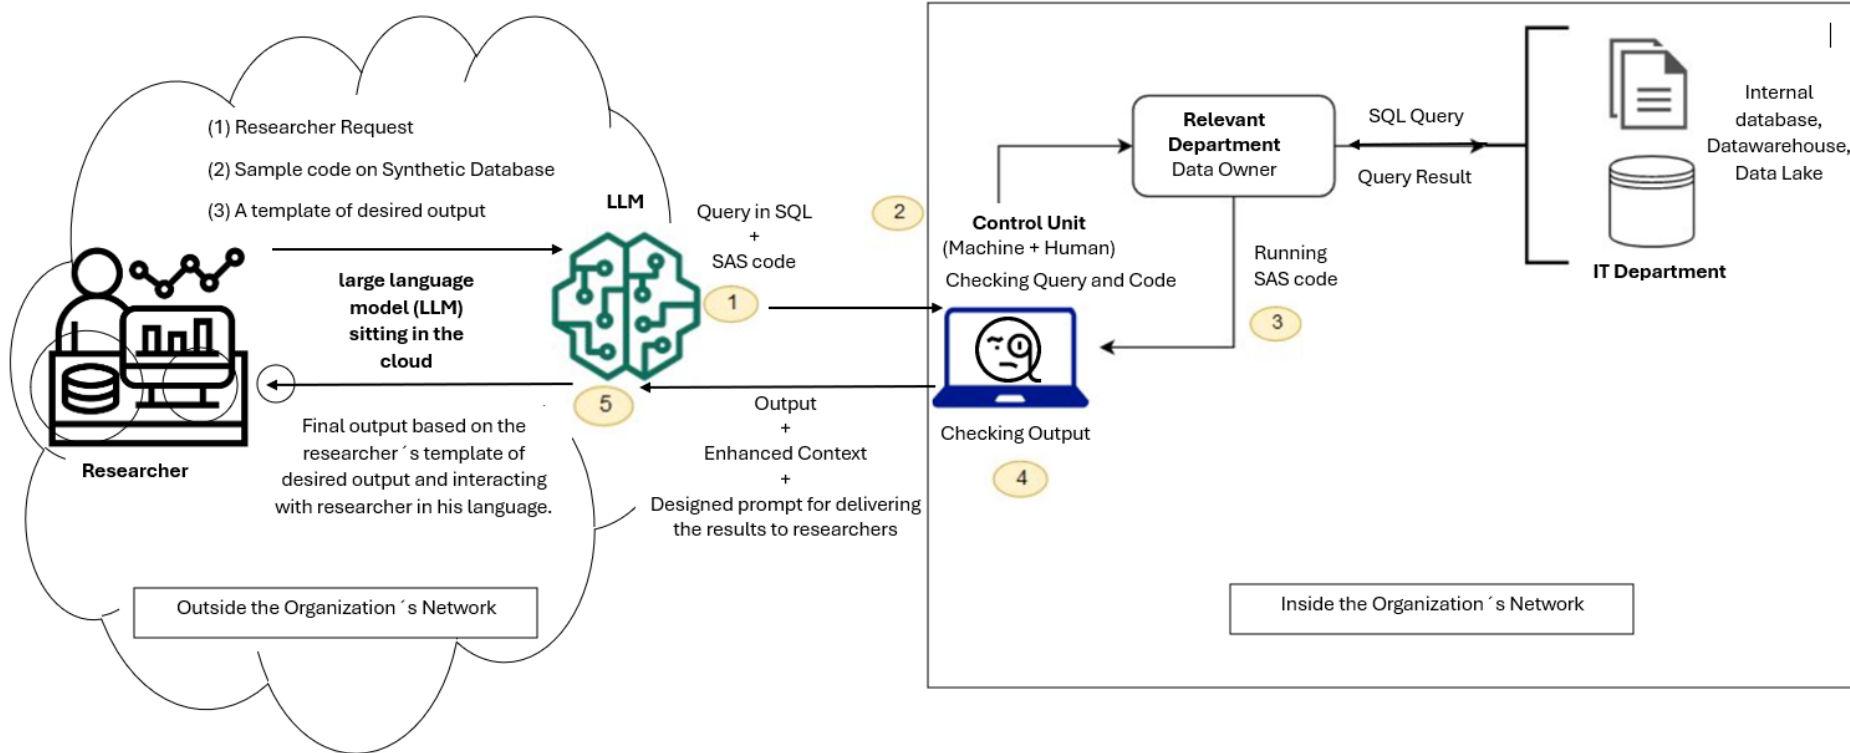 (1) Researcher Request
(2) Sample code on Synthetic Database
(3) A template of desired output
LLM
large language
model (LLM)
sitting in the
cloud
Researcher
Final output based on the
researcher´s template of
desired output and interacting
with researcher in his language.
Outside the Organization´s Network
Query in SQL
+
SAS code
1
5
Output
+
Enhanced Context
+
Designed prompt for delivering
the results to researchers
2
Control Unit
(Machine + Human)
Checking Query and Code
Checking Output
4
Relevant
Department
Data Owner
Running
SAS code
3
SQL Query
Query Result
Internal
database,
Datawarehouse,
Data Lake
IT Department
Inside the Organization´s Network